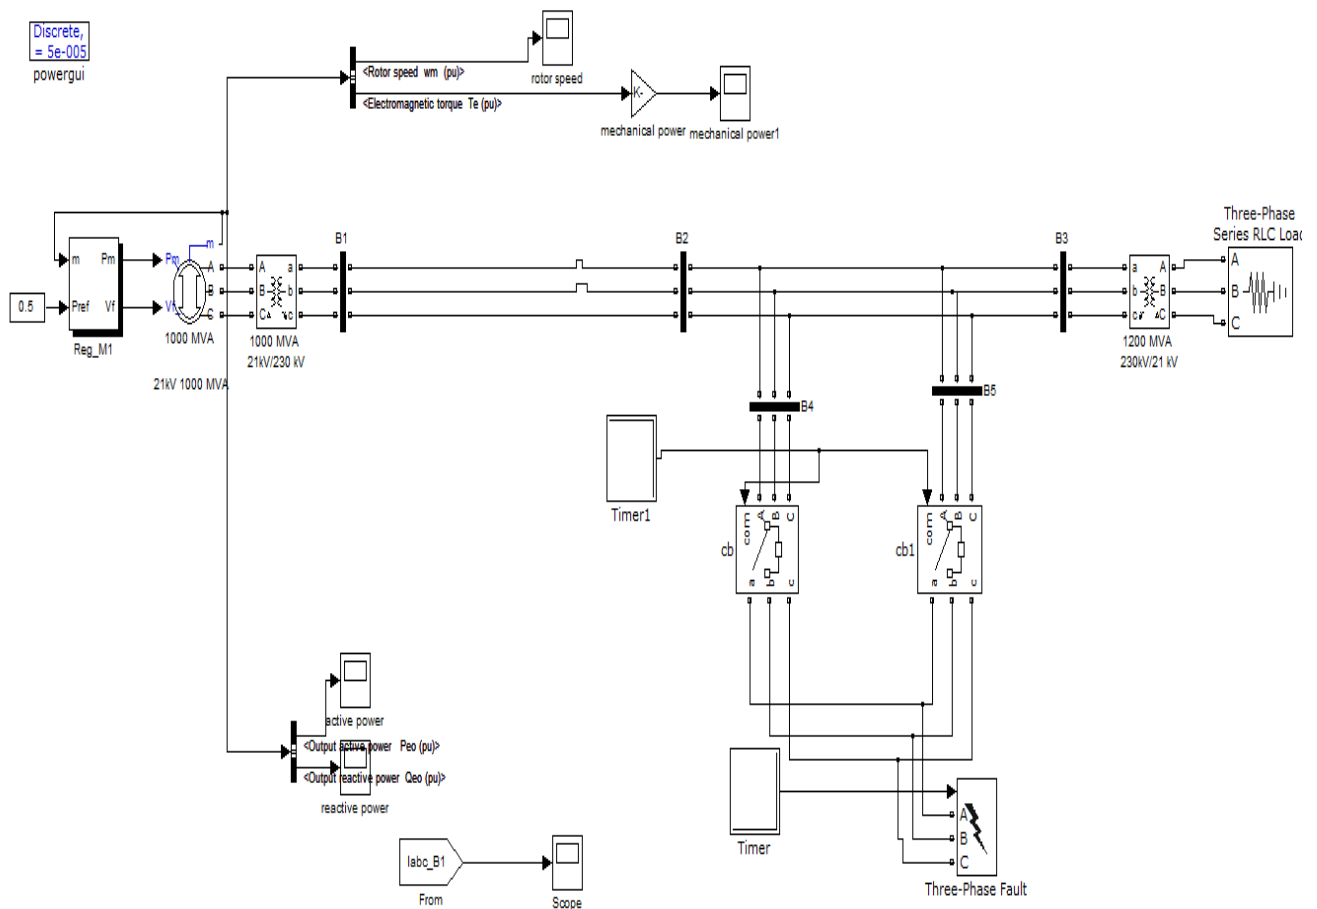 Discrete,
= 5e-005
powergui
<Rotor speed wm (pu)>
rotor speed
<Electromagnetic torque Te (pu)>
K-
mechanical power
mechanical power1
m
Pm
Pref
Vf
0.5
Reg_M1
m
Pm
Vf_
A
B
C
1000 MVA
21kV 1000 MVA
A
B
C
a
b
c
1000 MVA
21kV/230 kV
B1
B2
B3
a
b
c
A
B
C
1200 MVA
230kV/21 kV
Three-Phase
Series RLC Loac
A
B
C
B4
B5
Timer1
com
A
B
C
cb
a
b
c
com
A
B
C
cb1
a
b
c
active power
<Output active power Peo (pu)>
<Output reactive power Qeo (pu)>
reactive power
Timer
A
B
C
Three-Phase Fault
Iabc_B1
From
Scope